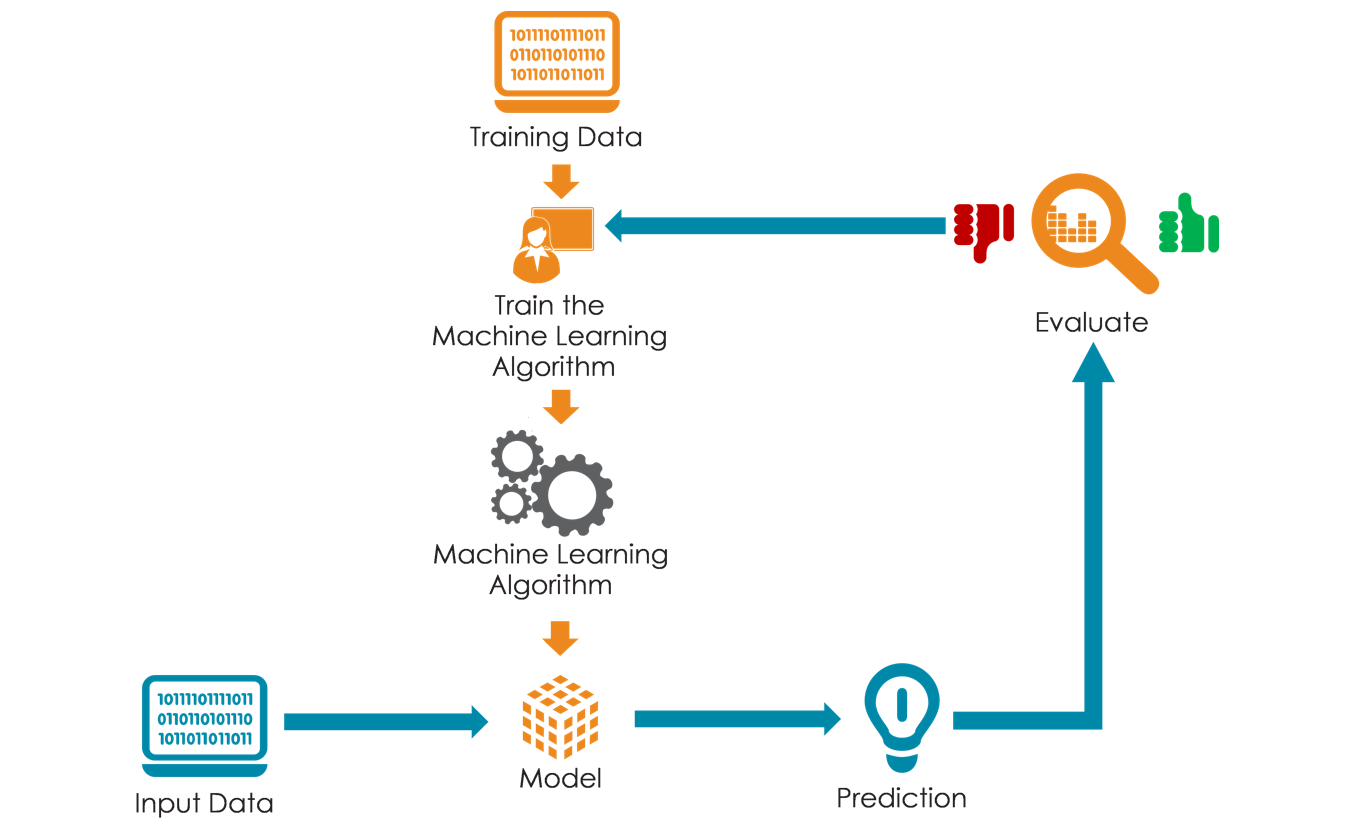 1011110111011
0110110101110
1011011011011
Training Data
Train the
Machine Learning
Algorithm
Evaluate
Machine Learning
Algorithm
1011110111011
0110110101110
1011011011011
Input Data
Model
Prediction